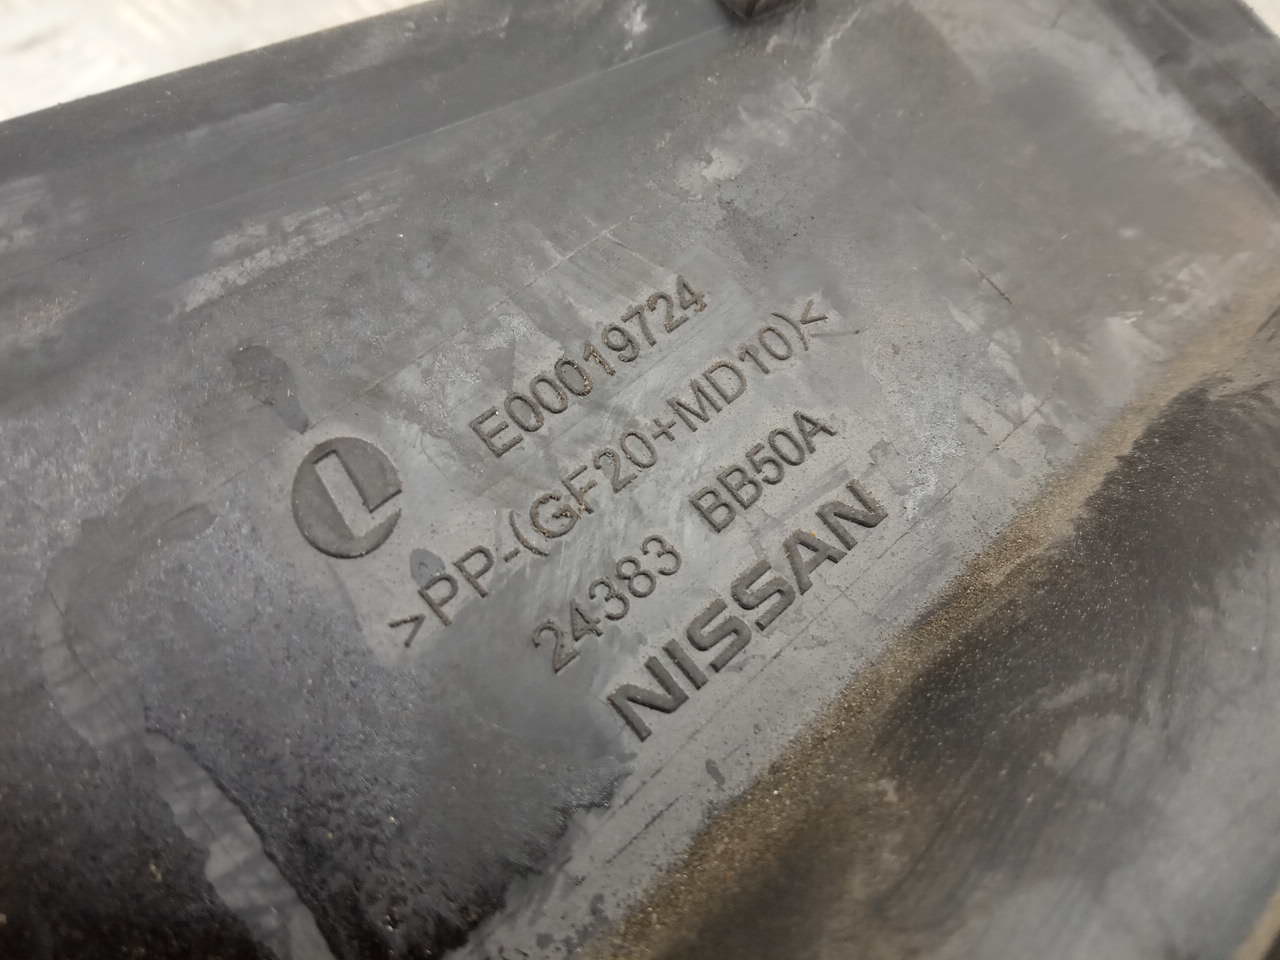 E00019724
>PP-(GF20+MD10)<
24383 BB50A
NISSAN